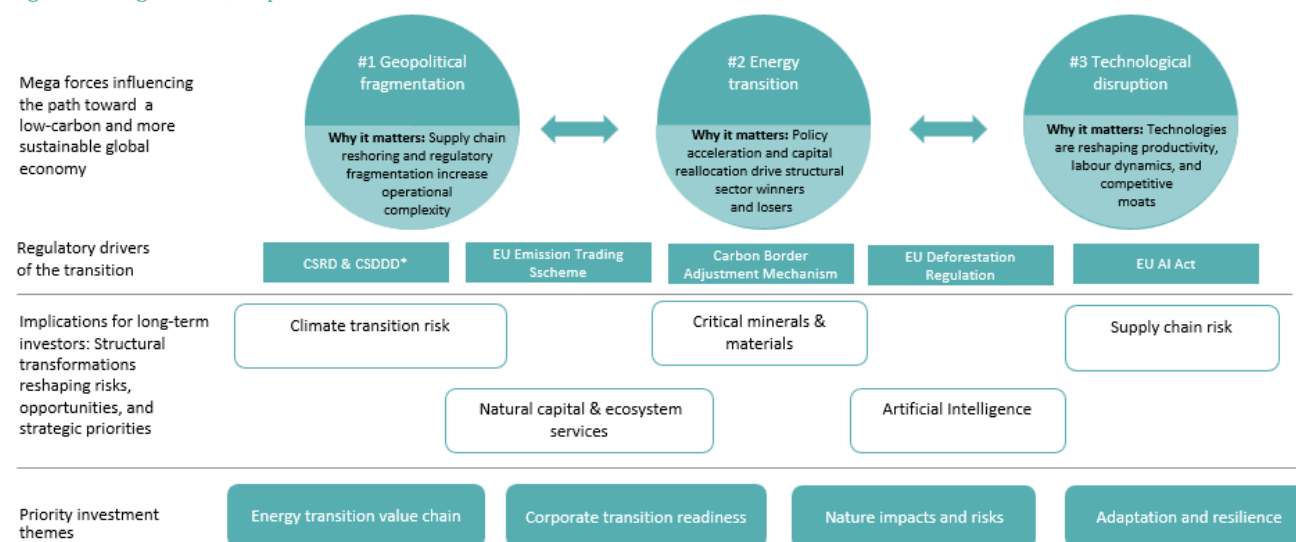 Mega forces influencing
the path toward a
low-carbon and more
sustainable global
economy
#1 Geopolitical
fragmentation
Why it matters: Supply chain
reshoring and regulatory
fragmentation increase
operational
complexity
#2 Energy
transition
Why it matters: Policy
acceleration and capital
reallocation drive structural
sector winners
and losers
#3 Technological
disruption
Why it matters: Technologies
are reshaping productivity,
labour dynamics, and
competitive
moats
Regulatory drivers
of the transition
CSRD & CSDDD*
EU Emission Trading
Sscheme
Carbon Border
Adjustment Mechanism
EU Deforestation
Regulation
EU AI Act
Implications for long-term
investors: Structural
transformations
reshaping risks,
opportunities, and
strategic priorities
Climate transition risk
Critical minerals &
materials
Supply chain risk
Natural capital & ecosystem
services
Artificial Intelligence
Priority investment
themes
Energy transition value chain
Corporate transition readiness
Nature impacts and risks
Adaptation and resilience